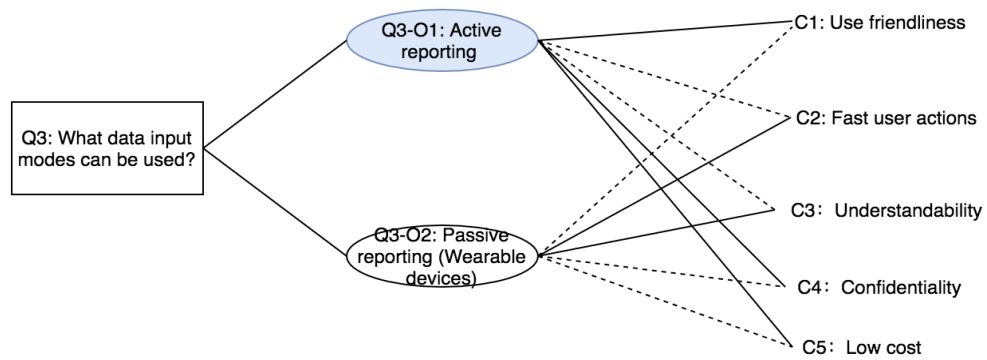 Q3: What data input
modes can be used?
Q3-O1: Active
reporting
Q3-O2: Passive
reporting (Wearable
devices)
C1: Use friendliness
C2: Fast user actions
C3： Understandability
C4： Confidentiality
C5： Low cost